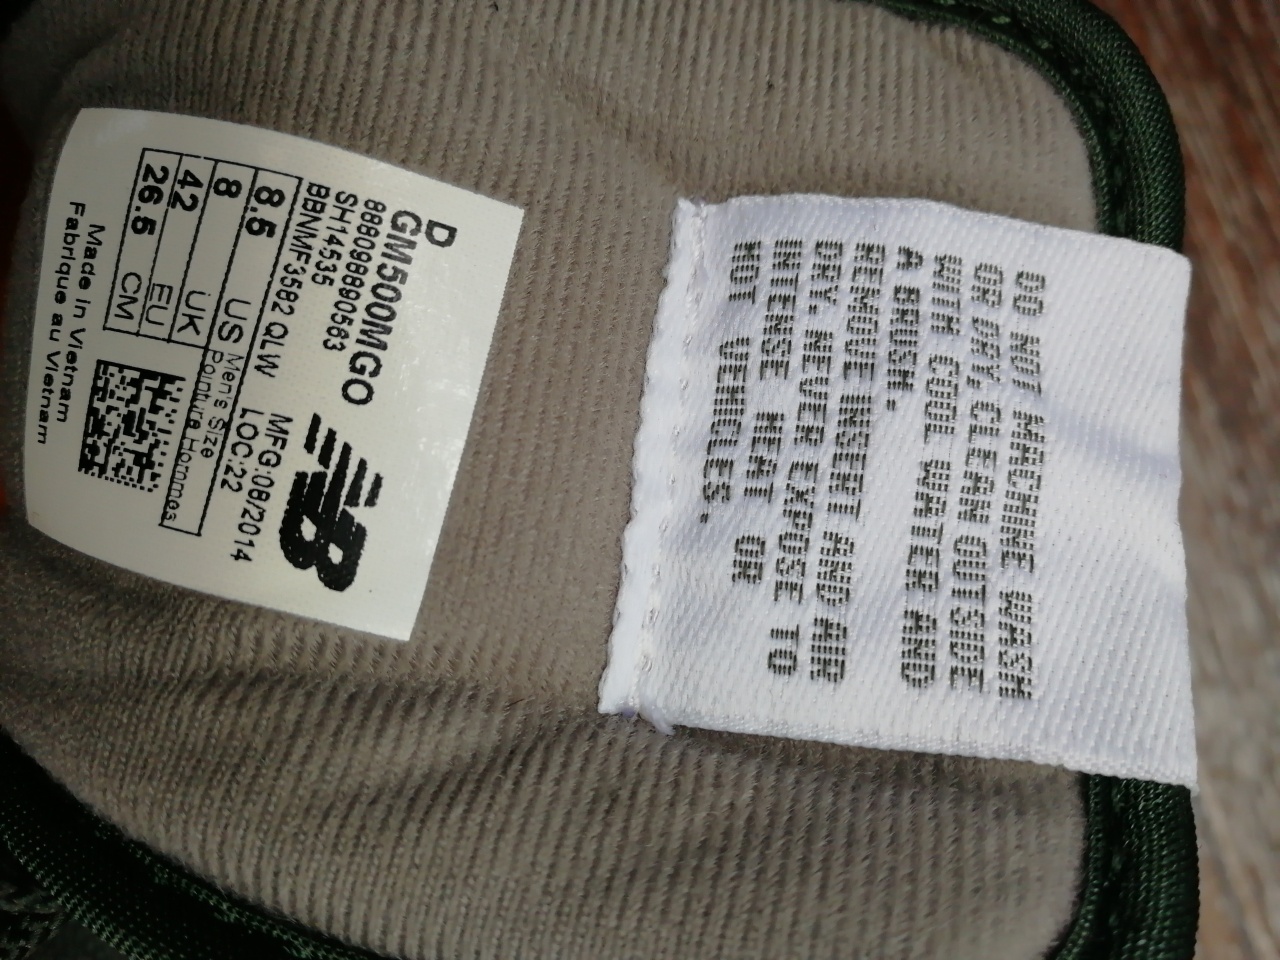 D
GM500MGO
888098890563
SH14535
BBNMF3582 QLW MFG:08/2014
LOC:22
8.5 US Men's Size
Pointure Hommes
8 UK
42 EU
26.5 CM
Made in Vietnam
Fabrique au Vietnam
NB
DO NOT MACHINE WASH
OR DRY, CLEAN OUTSIDE
WITH COOL WATER AND
A BRUSH.
REMOVE INSERT AND AIR
DRY. NEVER EXPOSE TO
INTENSE HEAT OR
HOT VEHICLES.